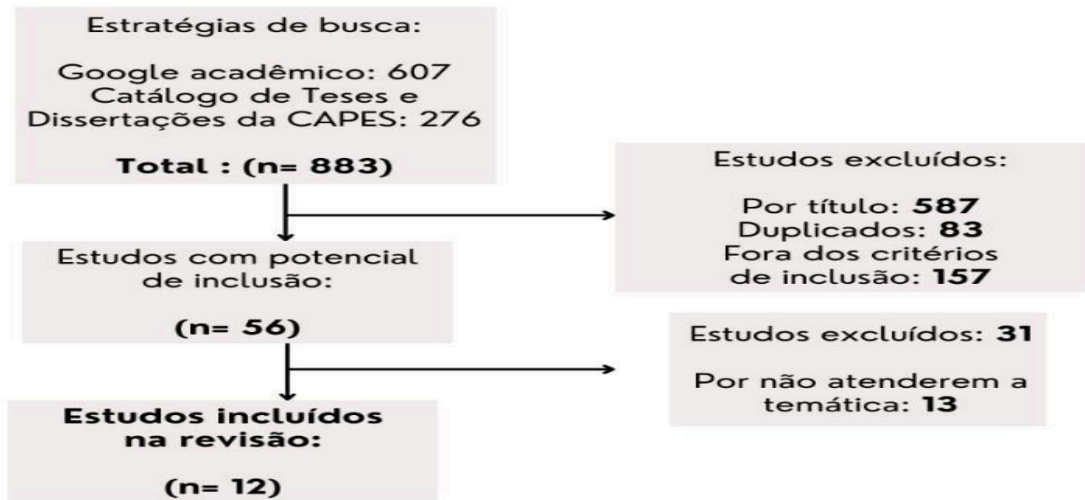 Estratégias de busca:
Google acadêmico: 607
Catálogo de Teses e
Dissertações da CAPES: 276
Total : (n= 883)
Estudos excluídos:
Por título: 587
Duplicados: 83
Fora dos critérios
de inclusão: 157
Estudos com potencial
de inclusão:
(n= 56)
Estudos excluídos: 31
Por não atenderem a
temática: 13
Estudos incluídos
na revisão:
(n= 12)